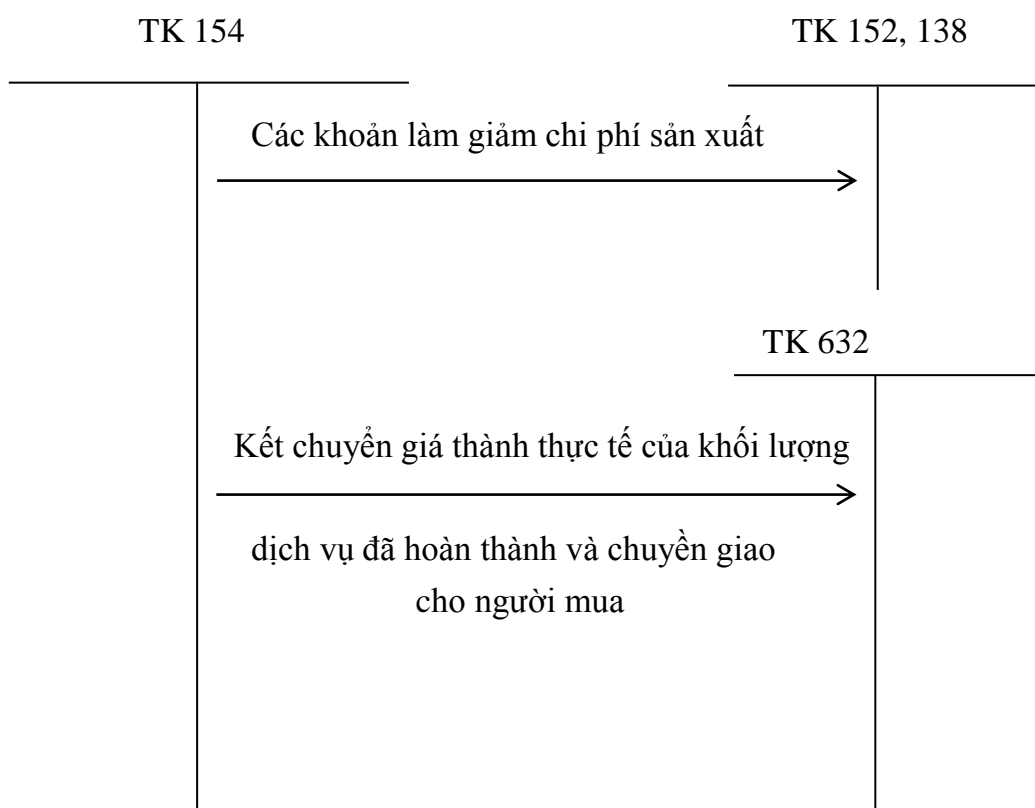 TK 154
TK 152, 138
Các khoản làm giảm chi phí sản xuất
TK 632
Kết chuyển giá thành thực tế của khối lượng
dịch vụ đã hoàn thành và chuyền giao
cho người mua